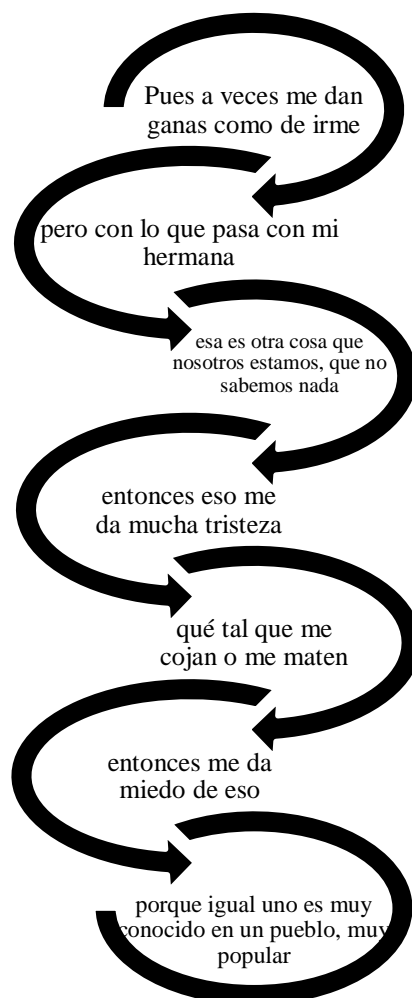 Pues a veces me dan
ganas como de irme
pero con lo que pasa con mi
hermana
esa es otra cosa que
nosotros estamos, que no
sabemos nada
entonces eso me
da mucha tristeza
qué tal que me
cojan o me maten
entonces me da
miedo de eso
porque igual uno es muy
conocido en un pueblo, muy
popular